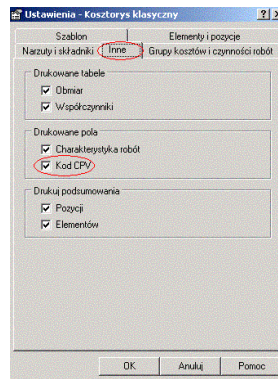 Ustawienia - Kosztorys klasyczny
Szablon
Elementy i pozycje
Narzuty i składniki
Inne
Grupy kosztów i czynności robót
Drukowane tabele
Obmiar
Współczynniki
Drukowane pola
Charakterystyka robót
Kod CPV
Drukuj podsumowania
Pozycji
Elementów
OK
Anuluj
Pomoc